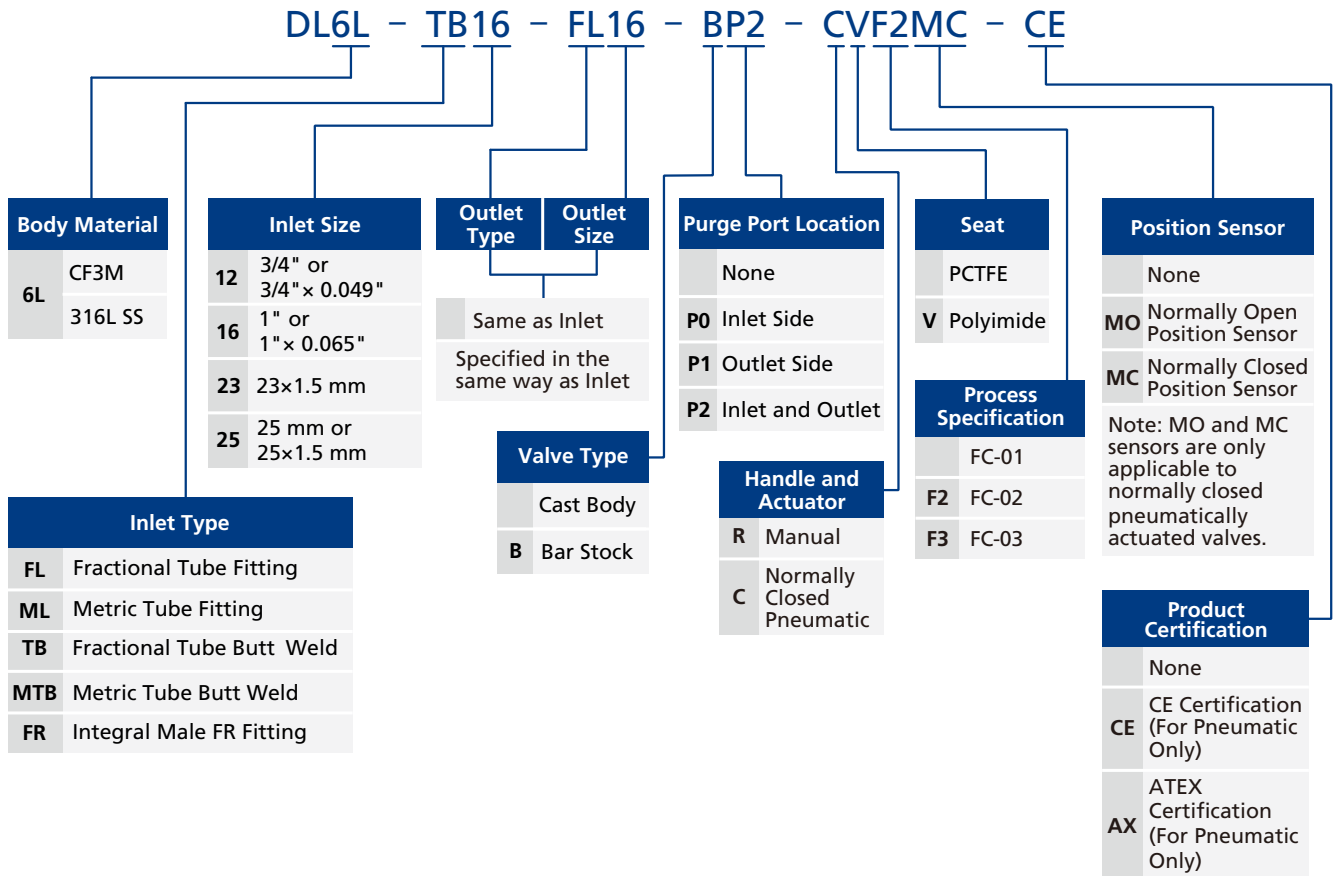 DL6L – TB16 – FL16 – BP2 – CVF2MC – CE
Body Material
6L
CF3M
316L SS
Inlet Size
12
3/4" or
3/4"× 0.049"
16
1" or
1"× 0.065"
23
23×1.5 mm
25
25 mm or
25×1.5 mm
Outlet
Type
Outlet
Size
Same as Inlet
Specified in the
same way as Inlet
Purge Port Location
None
P0 Inlet Side
P1 Outlet Side
P2 Inlet and Outlet
Seat
PCTFE
V Polyimide
Position Sensor
None
MO
Normally Open
Position Sensor
MC
Normally Closed
Position Sensor
Note: MO and MC
sensors are only
applicable to
normally closed
pneumatically
actuated valves.
Process
Specification
FC-01
F2 FC-02
F3 FC-03
Valve Type
Cast Body
B Bar Stock
Handle and
Actuator
R Manual
C
Normally
Closed
Pneumatic
Inlet Type
FL Fractional Tube Fitting
ML Metric Tube Fitting
TB Fractional Tube Butt Weld
MTB Metric Tube Butt Weld
FR Integral Male FR Fitting
Product
Certification
None
CE
CE Certification
(For Pneumatic
Only)
AX
ATEX
Certification
(For Pneumatic
Only)